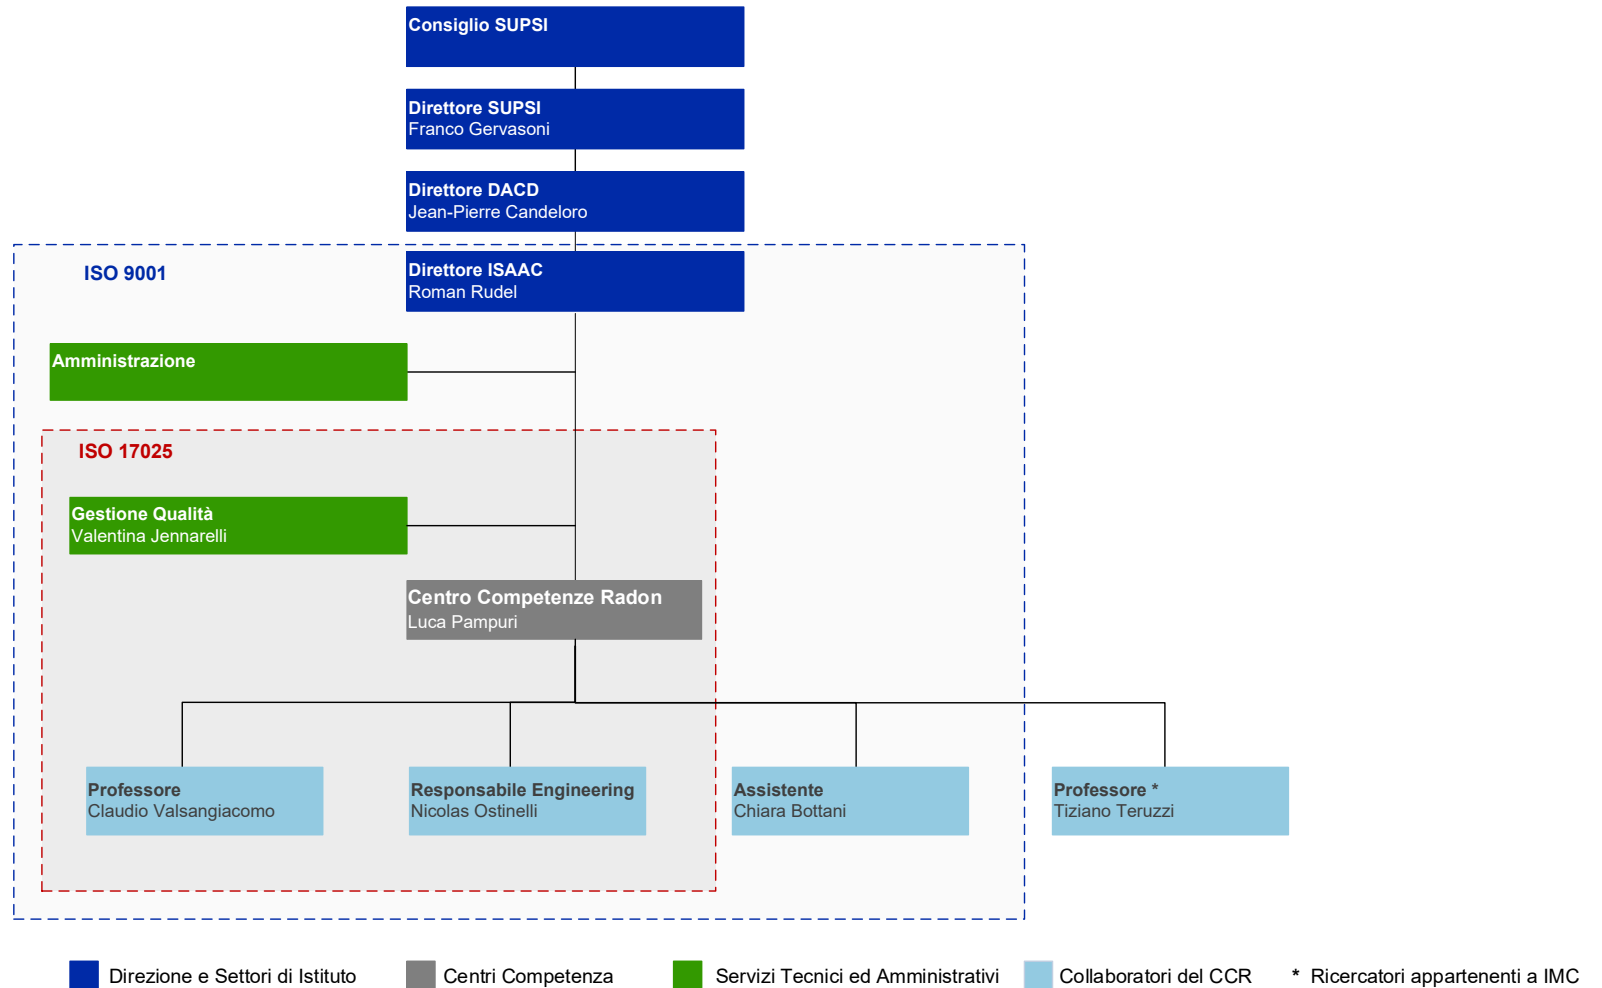 Consiglio SUPSI
Direttore SUPSI
Franco Gervasoni
Direttore DACD
Jean-Pierre Candeloro
ISO 9001
Direttore ISAAC
Roman Rudel
Amministrazione
ISO 17025
Gestione Qualità
Valentina Jennarelli
Centro Competenze Radon
Luca Pampuri
Professore
Claudio Valsangiacomo
Responsabile Engineering
Nicolas Ostinelli
Assistente
Chiara Bottani
Professore *
Tiziano Teruzzi
Direzione e Settori di Istituto
Centri Competenza
Servizi Tecnici ed Amministrativi
Collaboratori del CCR
* Ricercatori appartenenti a IMC